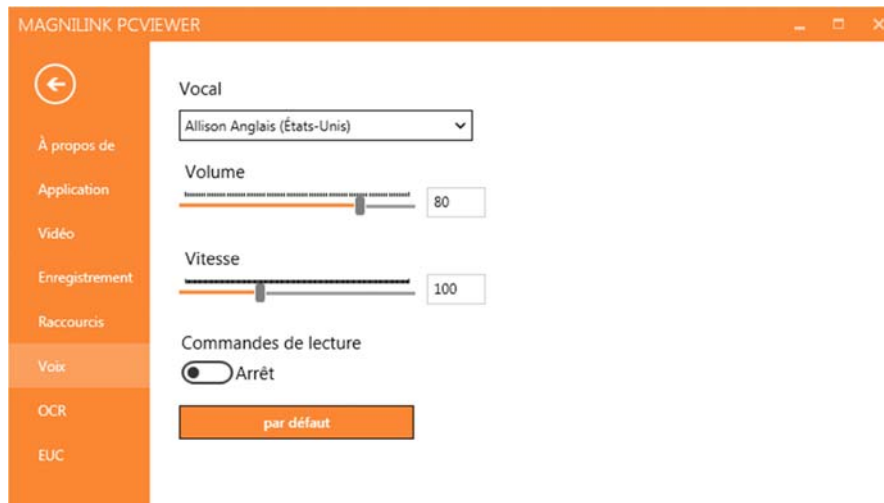 MAGNILINK PCVIEWER
À propos de
Application
Vidéo
Enregistrement
Raccourcis
Voix
OCR
EUC
Vocal
Allison Anglais (États-Unis)
Volume
80
Vitesse
100
Commandes de lecture
Arrêt
par défaut